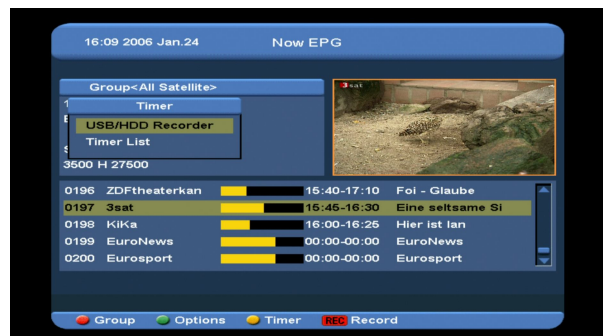 16:09 2006 Jan.24 Now EPG
Group<All Satellite>
3sat
Timer
USB/HDD Recorder
Timer List
3500 H 27500
0196 ZDFtheaterkan 15:40-17:10 Foi - Glaube
0197 3sat 15:45-16:30 Eine seltsame Si
0198 KiKa 16:00-16:25 Hier ist Ian
0199 EuroNews 00:00-00:00 EuroNews
0200 Eurosport 00:00-00:00 Eurosport
Group Options Timer REC Record